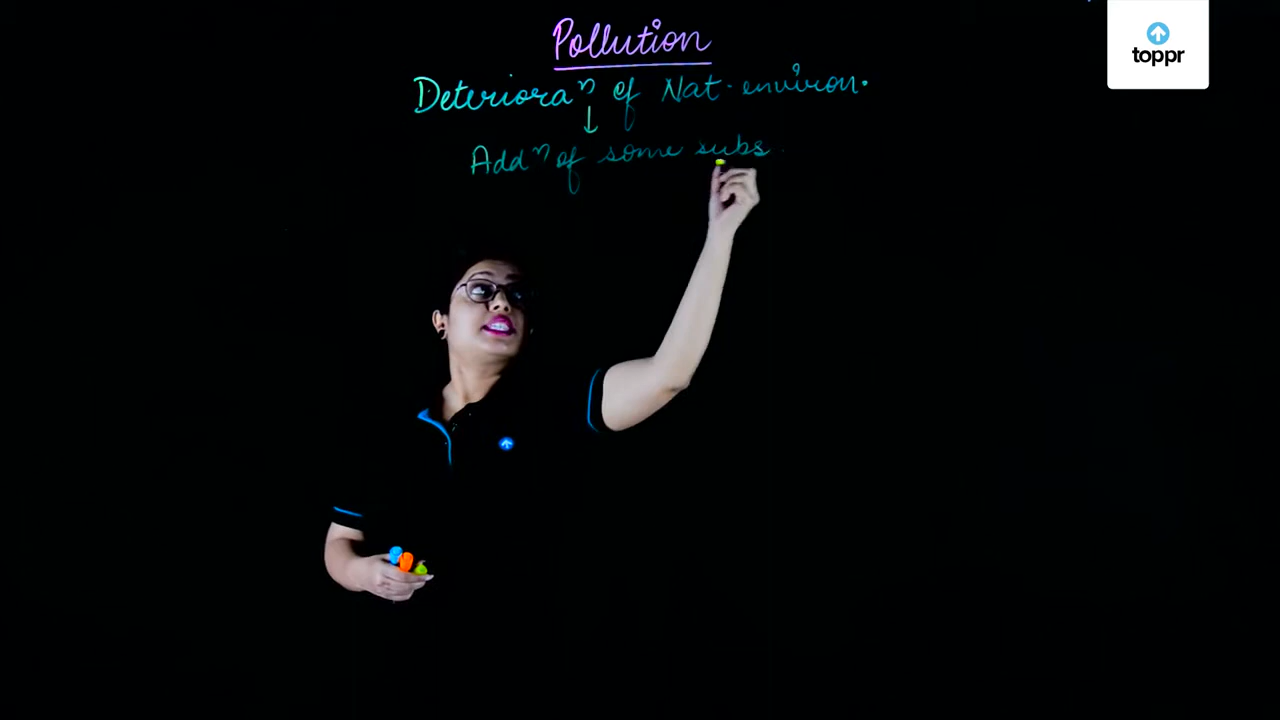 Pollution
toppr
Deterioraⁿ of Nat. environ.
↓
Addⁿ of some subs